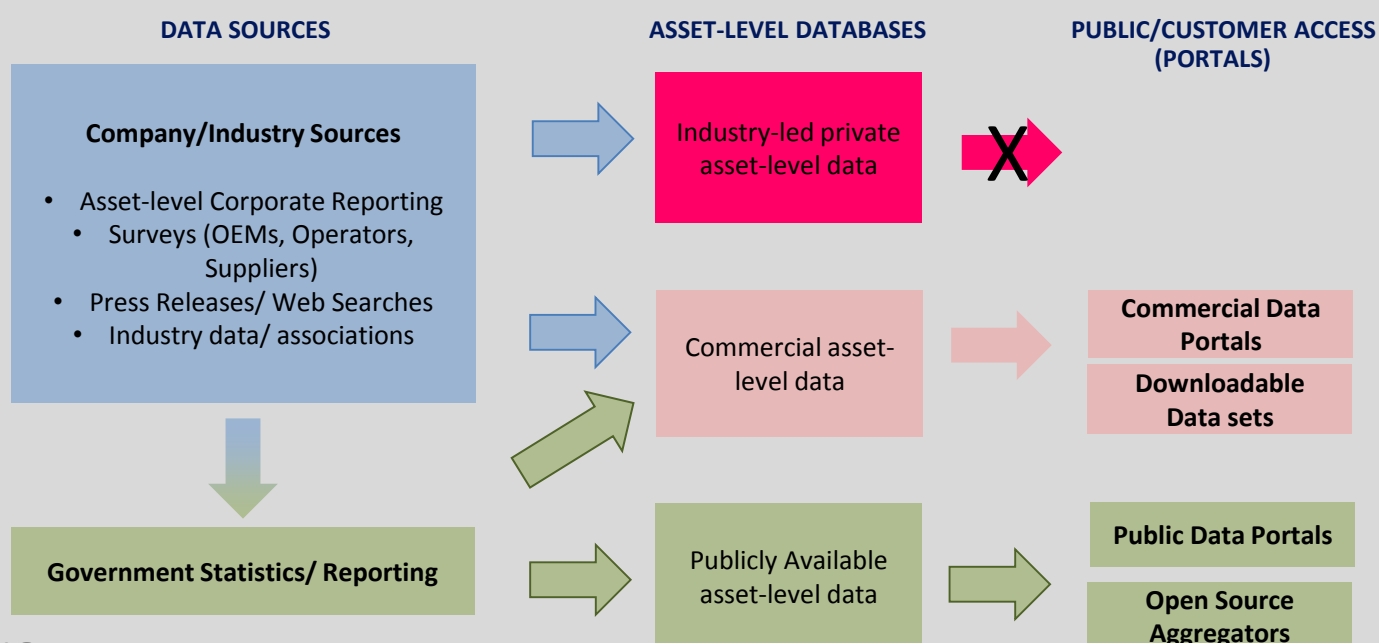 DATA SOURCES
ASSET-LEVEL DATABASES
PUBLIC/CUSTOMER ACCESS
(PORTALS)
Company/Industry Sources
• Asset-level Corporate Reporting
• Surveys (OEMs, Operators,
Suppliers)
• Press Releases/ Web Searches
• Industry data/ associations
Industry-led private
asset-level data
X
Commercial asset-
level data
Commercial Data
Portals
Downloadable
Data sets
Government Statistics/ Reporting
Publicly Available
asset-level data
Public Data Portals
Open Source
Aggregators